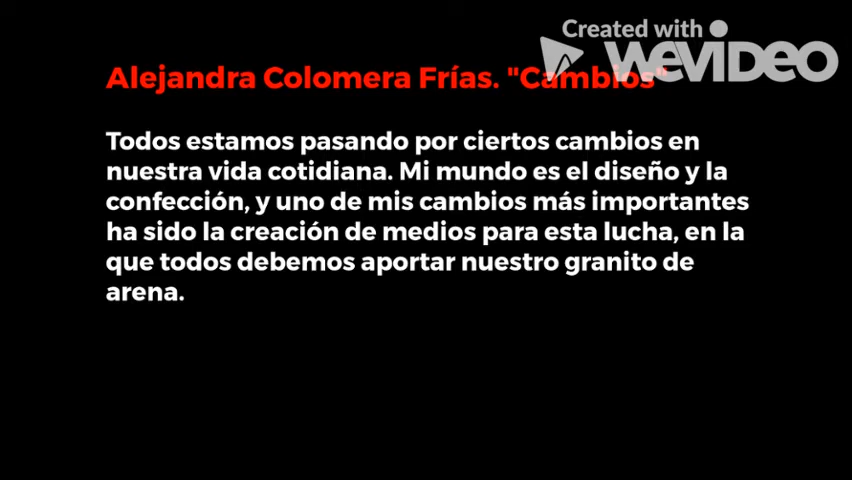 Created with
WEVIDEO
Alejandra Colomera Frías. "Cambios"
Todos estamos pasando por ciertos cambios en
nuestra vida cotidiana. Mi mundo es el diseño y la
confección, y uno de mis cambios más importantes
ha sido la creación de medios para esta lucha, en la
que todos debemos aportar nuestro granito de
arena.